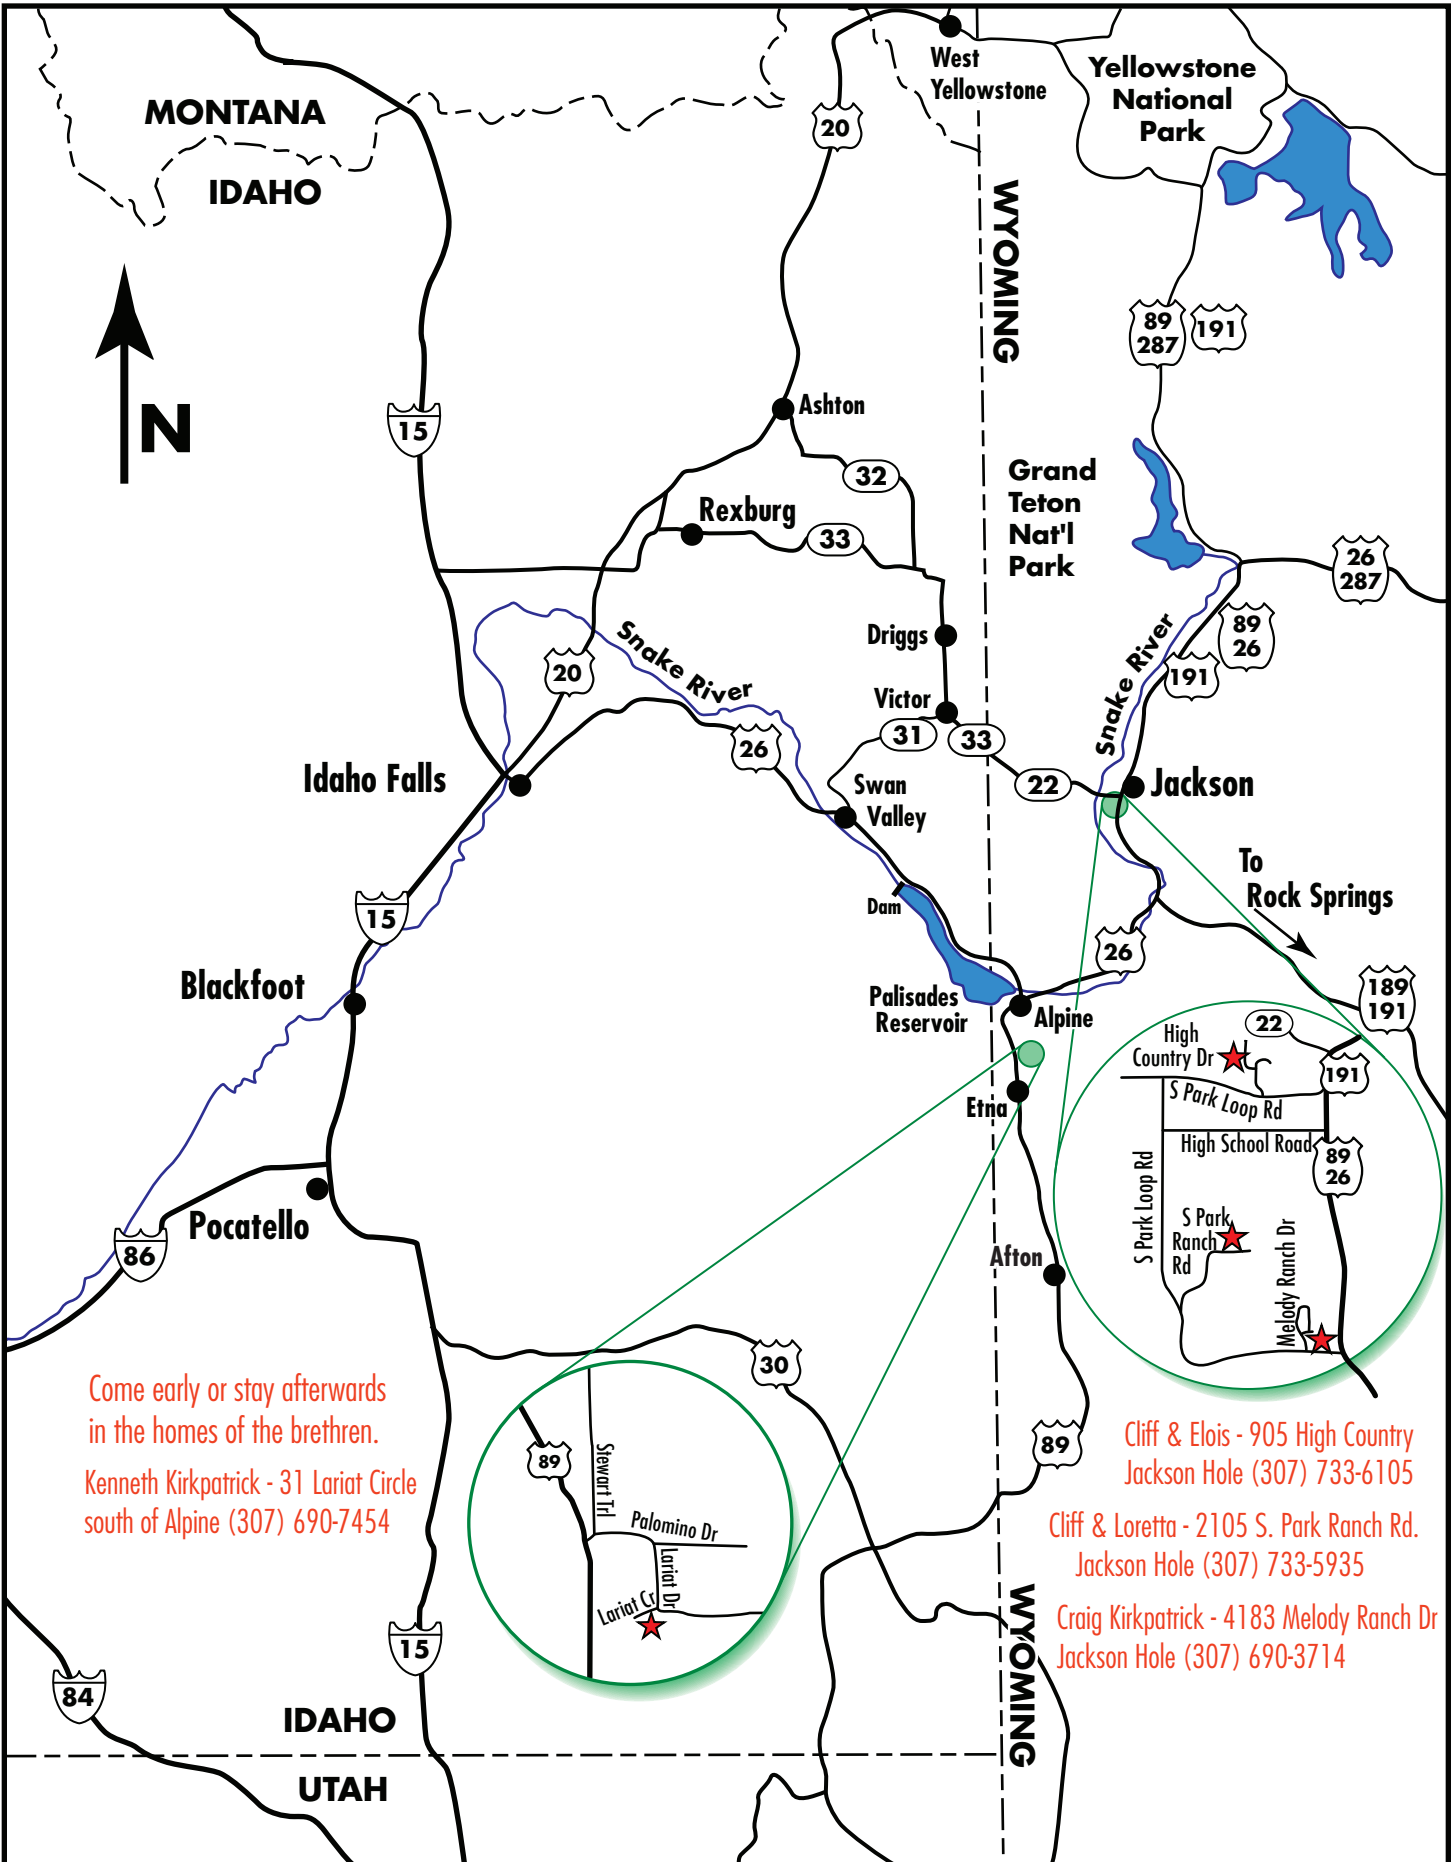 West
Yellowstone
Yellowstone
National
Park
MONTANA
IDAHO
20
WYOMING
89
287
191
N
15
Ashton
32
Grand
Teton
Nat'l
Park
Rexburg
33
26
287
Snake River
Driggs
89
26
191
20
Snake River
Victor
31
33
26
22
Jackson
Idaho Falls
Swan
Valley
To
Rock Springs
Dam
15
26
Blackfoot
Palisades
Reservoir
Alpine
189
191
High
Country Dr
22
191
S Park Loop Rd
Etna
High School Road
89
26
S Park Loop Rd
S Park
Ranch
Rd
Melody Ranch Dr
Pocatello
86
Afton
30
Come early or stay afterwards
in the homes of the brethren.
Kenneth Kirkpatrick - 31 Lariat Circle
south of Alpine (307) 690-7454
89
Stewart Trl
Palomino Dr
Lariat Dr
Lariat Cr
89
Cliff & Elois - 905 High Country
Jackson Hole (307) 733-6105
Cliff & Loretta - 2105 S. Park Ranch Rd.
Jackson Hole (307) 733-5935
Craig Kirkpatrick - 4183 Melody Ranch Dr
Jackson Hole (307) 690-3714
15
84
WYOMING
IDAHO
UTAH